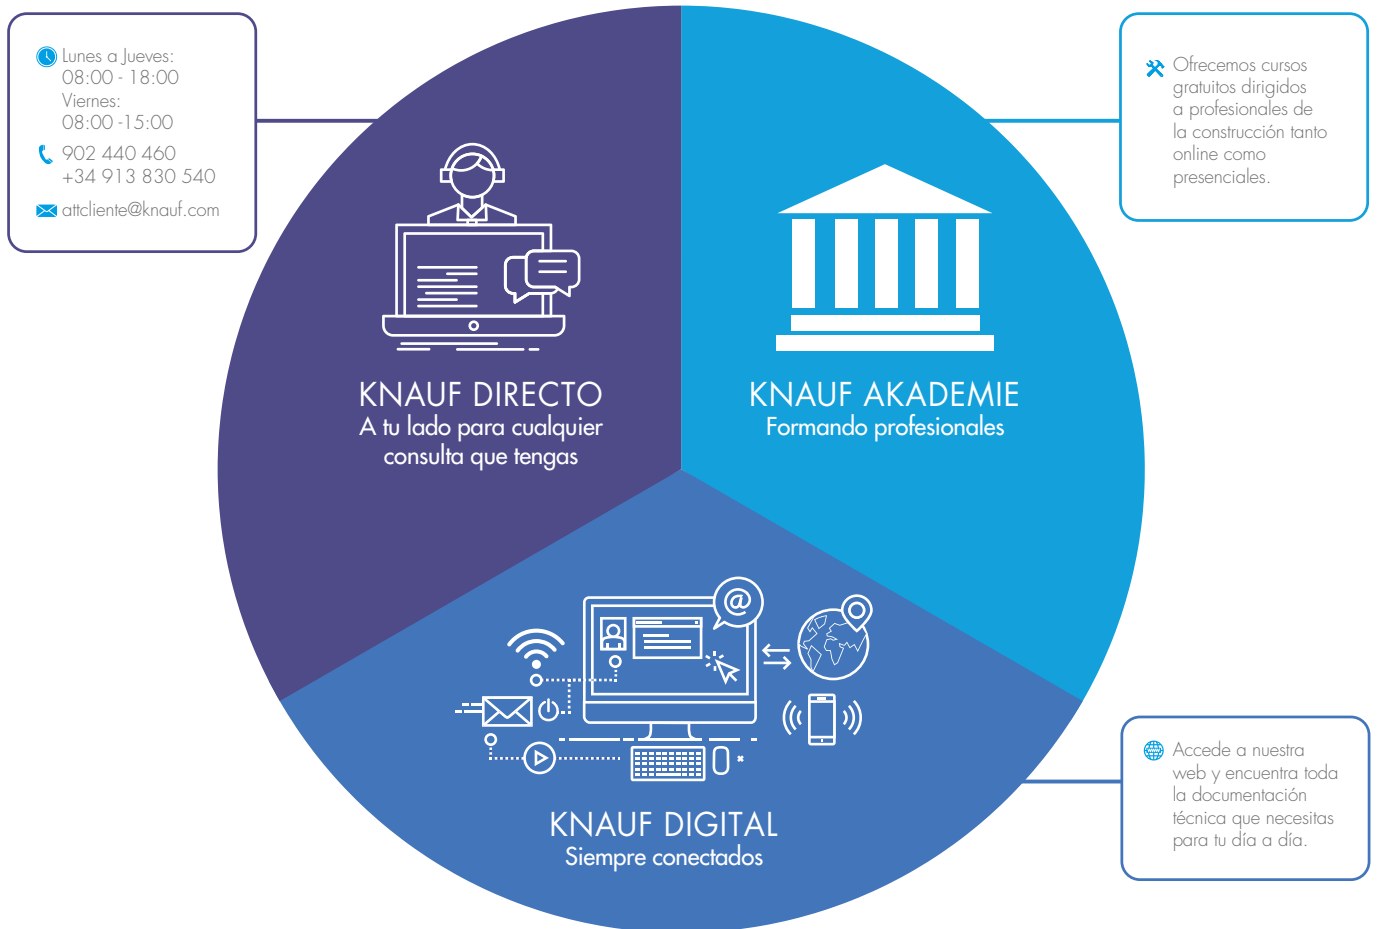 Lunes a Jueves:
08:00 - 18:00
Viernes:
08:00 -15:00
902 440 460
+34 913 830 540
attcliente@knauf.com
Ofrecemos cursos
gratuitos dirigidos
a profesionales de
la construcción tanto
online como
presenciales.
KNAUF DIRECTO
A tu lado para cualquier
consulta que tengas
KNAUF AKADEMIE
Formando profesionales
@
KNAUF DIGITAL
Siempre conectados
Accede a nuestra
web y encuentra toda
la documentación
técnica que necesitas
para tu día a día.